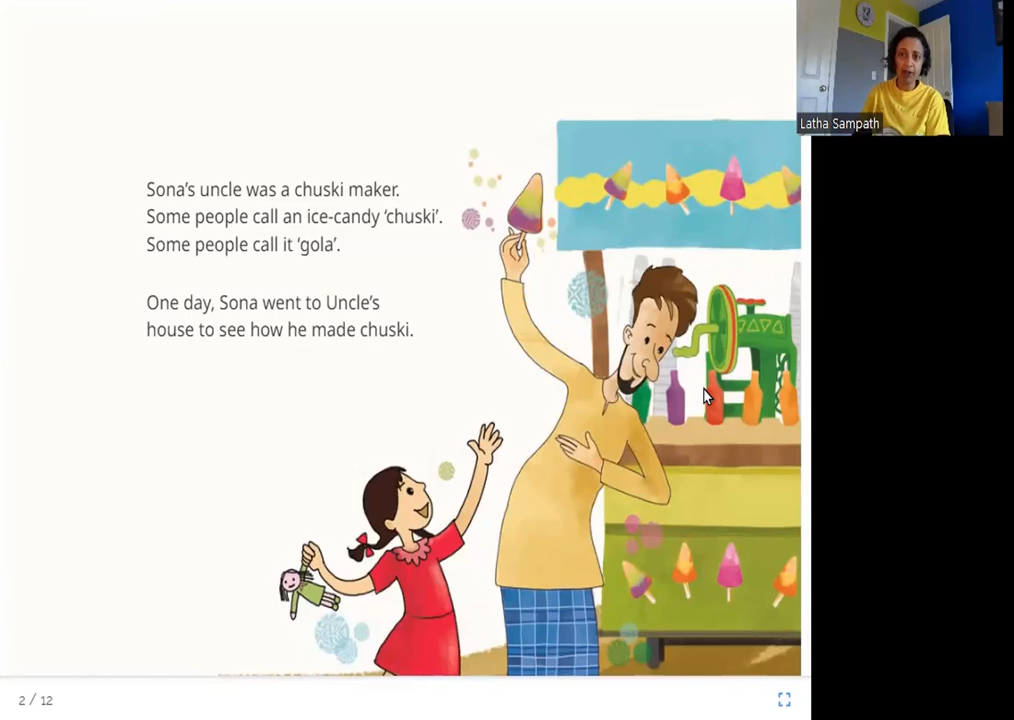 Latha Sampath
Sona’s uncle was a chuski maker.
Some people call an ice-candy ‘chuski’.
Some people call it ‘gola’.
One day, Sona went to Uncle’s
house to see how he made chuski.
2 / 12